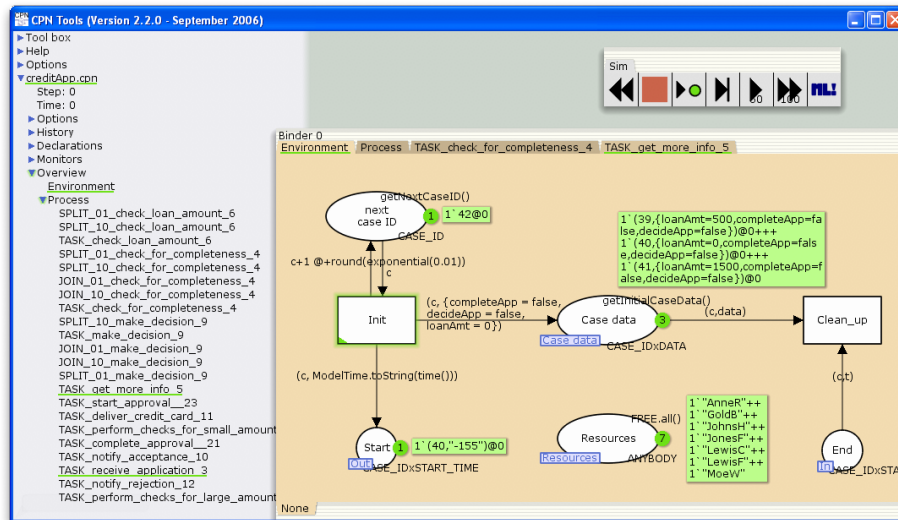 CPN Tools (Version 2.2.0 - September 2006)
Tool box
Help
Options
creditApp.cpn
Step: 0
Time: 0
Options
History
Declarations
Monitors
Overview
Environment
Process
SPLIT_01_check_loan_amount_6
SPLIT_10_check_loan_amount_6
TASK_check_loan_amount_6
SPLIT_01_check_for_completeness_4
SPLIT_10_check_for_completeness_4
JOIN_01_check_for_completeness_4
JOIN_10_check_for_completeness_4
TASK_check_for_completeness_4
SPLIT_10_make_decision_9
TASK_make_decision_9
JOIN_01_make_decision_9
JOIN_10_make_decision_9
SPLIT_01_make_decision_9
TASK_get_more_info_5
TASK_start_approval__23
TASK_deliver_credit_card_11
TASK_perform_checks_for_small_amount
TASK_complete_approval__21
TASK_notify_acceptance_10
TASK_receive_application_3
TASK_notify_rejection_12
TASK_perform_checks_for_large_amount
Sim
50
100
ML!
Binder 0
Environment Process TASK_check_for_completeness_4 TASK_get_more_info_5
getNextCaseID()
next
case ID
1
1`42@0
CASE_ID
c+1 @+round(exponential(0.01))
c
1`(39,{loanAmt=500,completeApp=fa
lse,decideApp=false})@0+++
1`(40,{loanAmt=0,completeApp=fals
e,decideApp=false})@0+++
1`(41,{loanAmt=1500,completeApp=f
alse,decideApp=false})@0
Init
(c, {completeApp = false,
decideApp = false,
loanAmt = 0})
getInitialCaseData()
Case data
3
Case data
CASE_IDxDATA
(c,data)
Clean_up
(c, ModelTime.toString(time()))
(c,t)
Start
1
1`(40,"-155")@0
Out
CASE_IDxSTART_TIME
FREE.all()
Resources
7
Resources
ANYBODY
1`"AnneR"++
1`"GoldB"++
1`"JohnsH"++
1`"JonesF"++
1`"LewisC"++
1`"LewisF"++
1`"MoeW"
End
In
CASE_IDxSTA
None